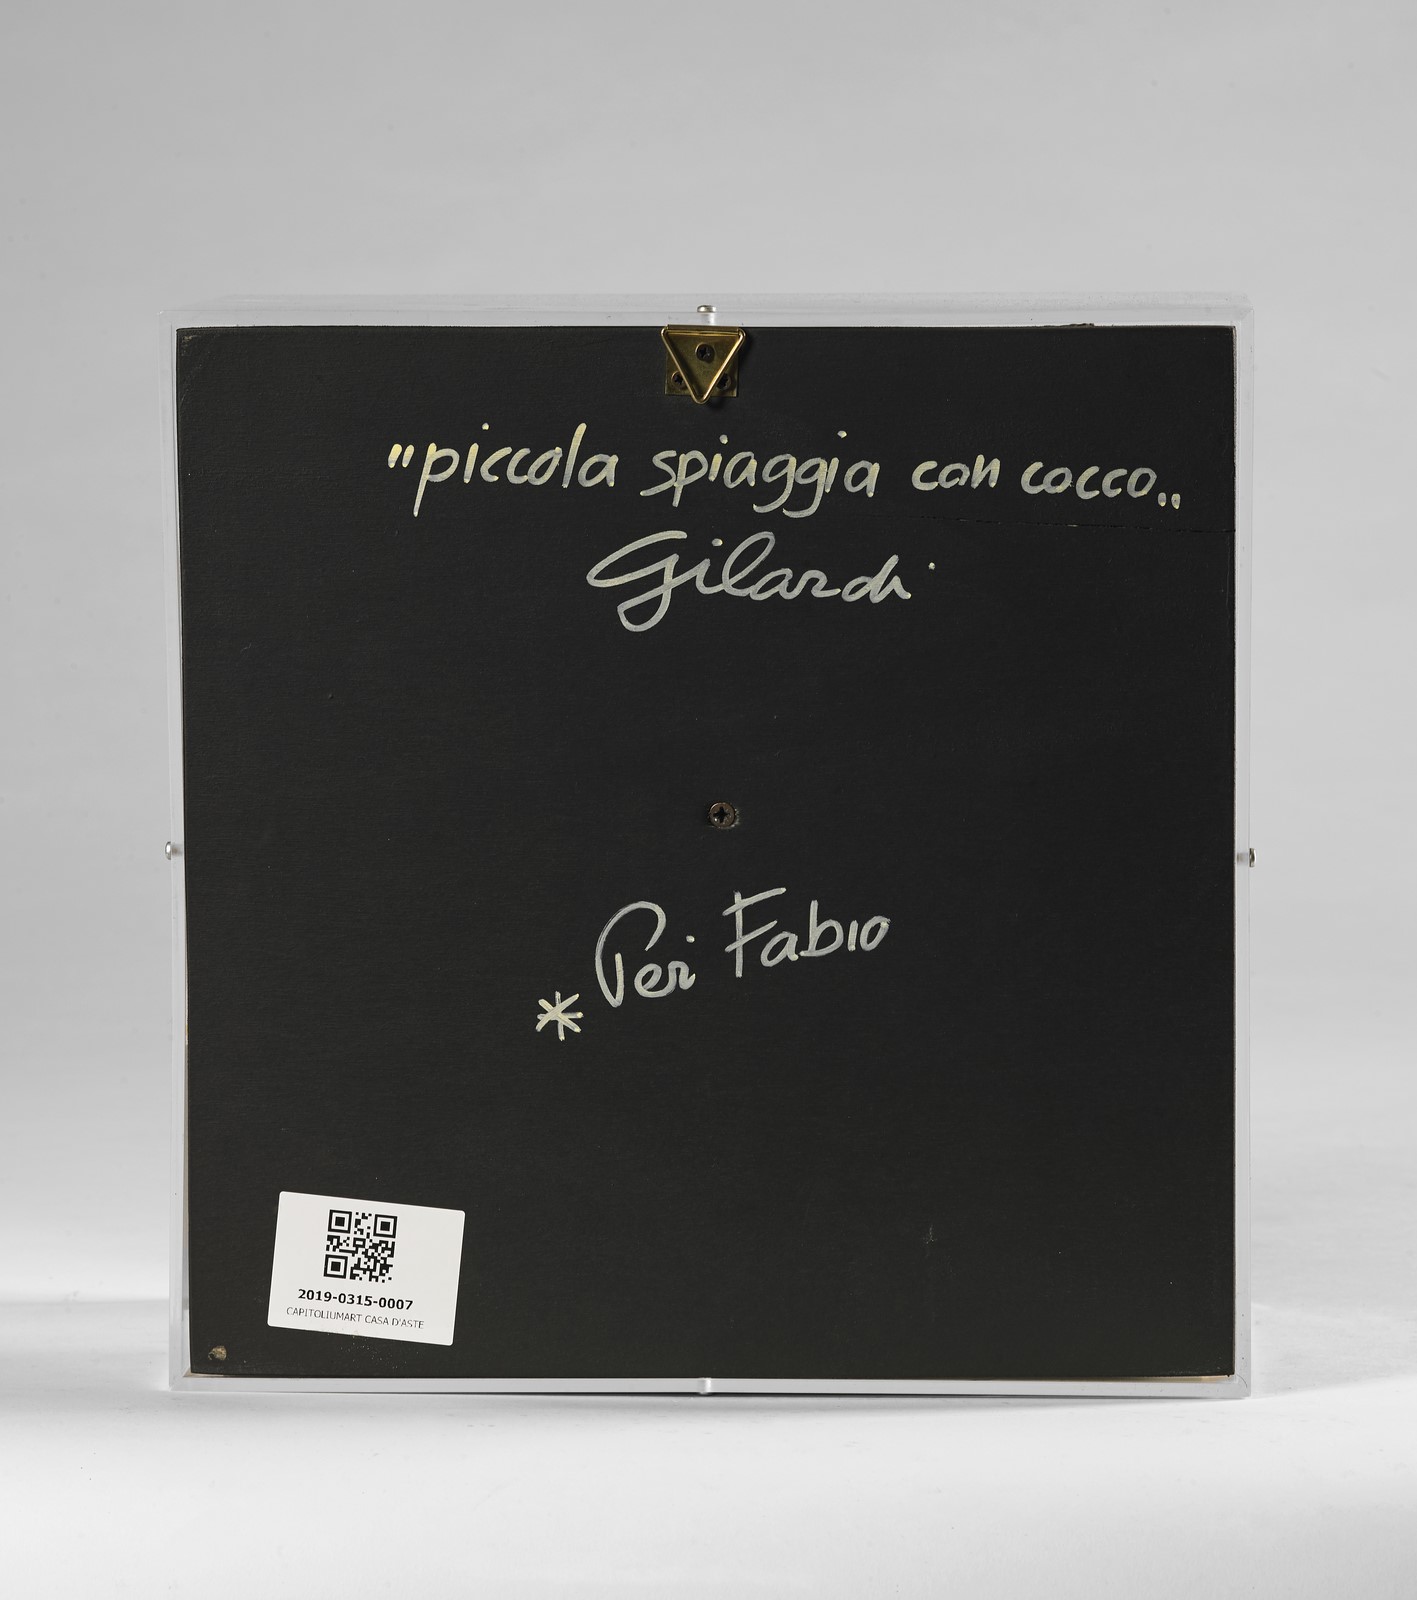 "piccola spiaggia con cocco„
Gilardi
* Per Fabio
2019-0315-0007
CAPITOLIUMART CASA D'ASTE